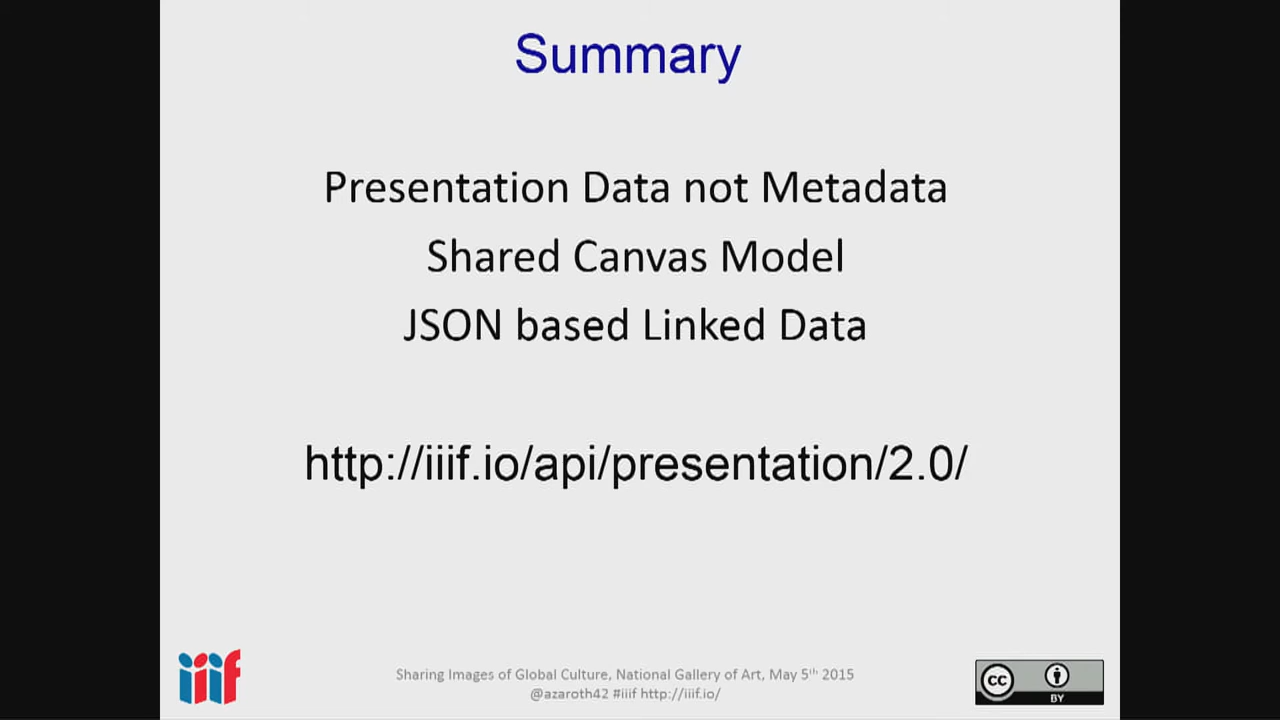 Summary
Presentation Data not Metadata
Shared Canvas Model
JSON based Linked Data
http://iiif.io/api/presentation/2.0/
iiif
Sharing Images of Global Culture, National Gallery of Art, May 5th 2015
@azaroth42 #iiif http://iiif.io/
cc
BY